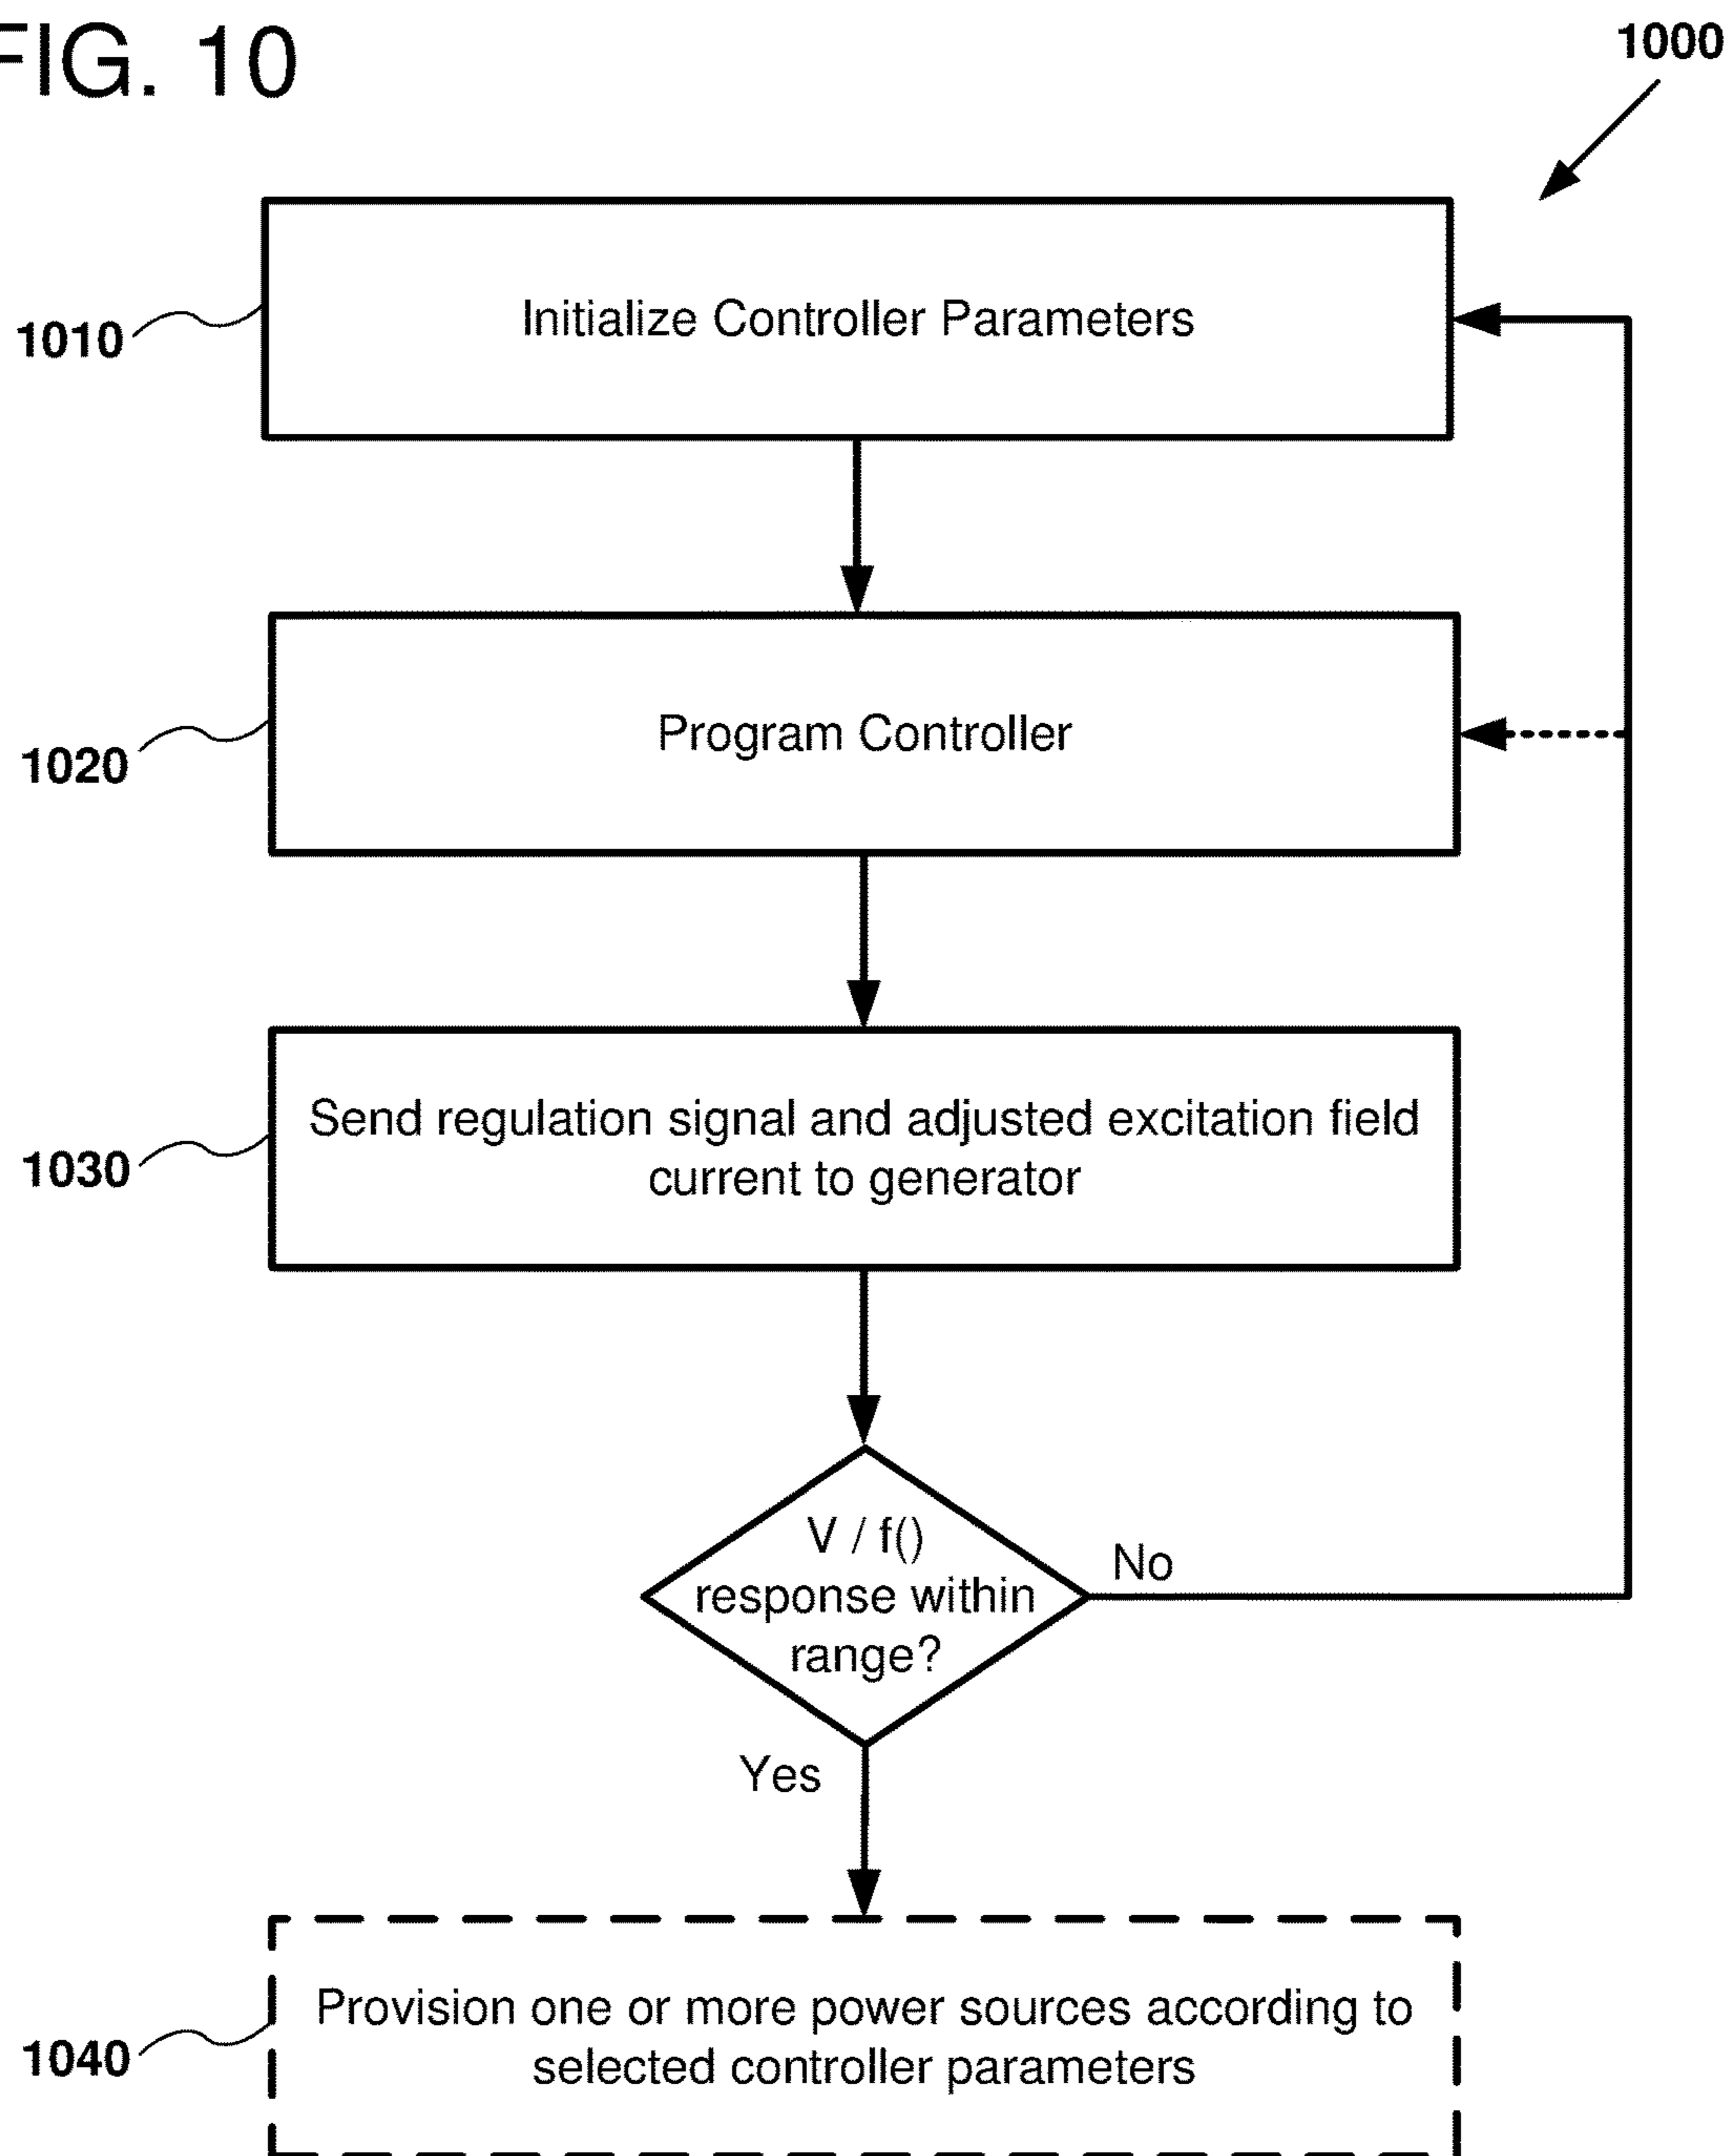 FIG. 10
1000
Initialize Controller Parameters
1010
Program Controller
1020
Send regulation signal and adjusted excitation field
current to generator
1030
V / f()
response within
range?
No
Yes
Provision one or more power sources according to
selected controller parameters
1040